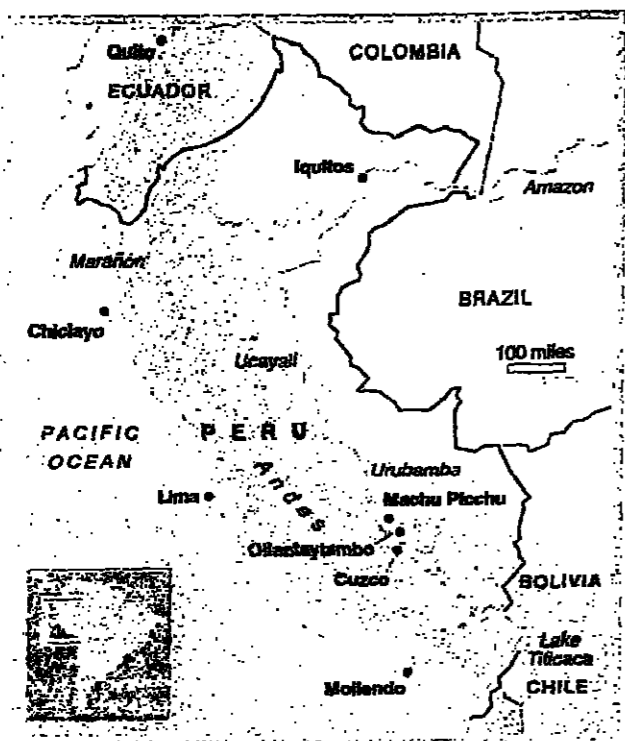 Quito
COLOMBIA
ECUADOR
Iquitos
Amazon
Marañón
BRAZIL
Chiclayo
100 miles
Ucayali
PACIFIC
OCEAN
PERU
Andes
Urubamba
Lima
Machu Picchu
Ollantaytambo
Cuzco
BOLIVIA
Lake
Titicaca
Mollendo
CHILE